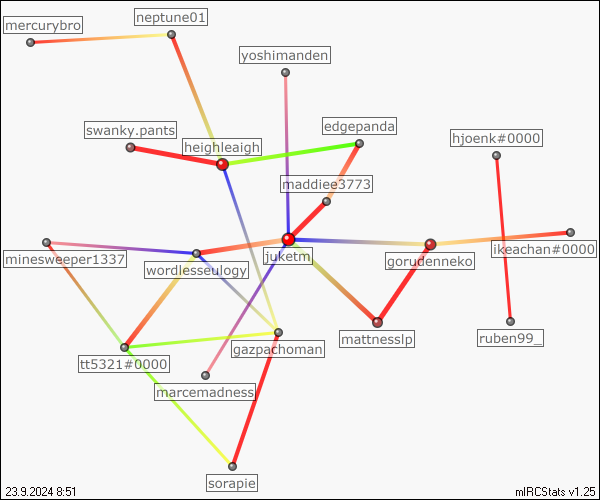 neptune01
mercurybro
yoshimanden
swanky.pants
edgepanda
hjoenk#0000
heighleaigh
maddiee3773
minesweeper1337
juketm
gorudenneko
ikeachan#0000
wordlesseulogy
mattnesslp
ruben99_
gazpachoman
tt5321#0000
marcemadness
sorapie
23.9.2024 8:51
mIRCStats v1.25